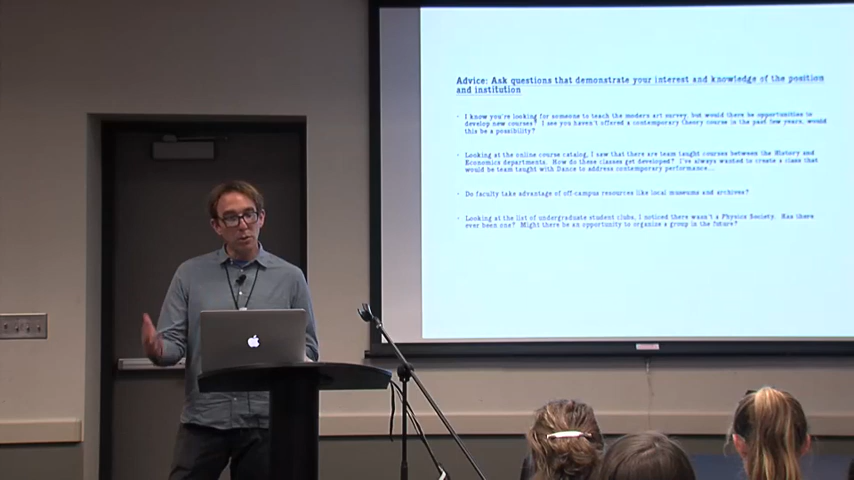 Advice: Ask questions that demonstrate your interest and knowledge of the position
and institution
· I know you're looking for someone to teach the modern art survey, but would there be opportunities to
develop new courses? I see you haven't offered a contemporary theory course in the past few years, would
this be a possibility?
· Looking at the online course catalog, I saw that there are team taught courses between the History and
Economics departments. How do these classes get developed? I've always wanted to create a class that
would be team taught with Dance to address contemporary performance....
· Do faculty take advantage of off-campus resources like local museums and archives?
· Looking at the list of undergraduate student clubs, I noticed there wasn't a Physics Society. Has there
ever been one? Might there be an opportunity to organize a group in the future?